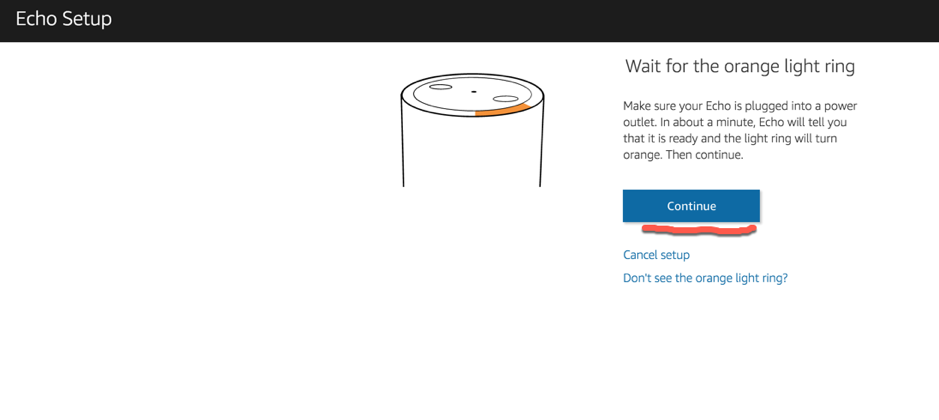 Echo Setup
Wait for the orange light ring
Make sure your Echo is plugged into a power
outlet. In about a minute, Echo will tell you
that it is ready and the light ring will turn
orange. Then continue.
Continue
Cancel setup
Don't see the orange light ring?